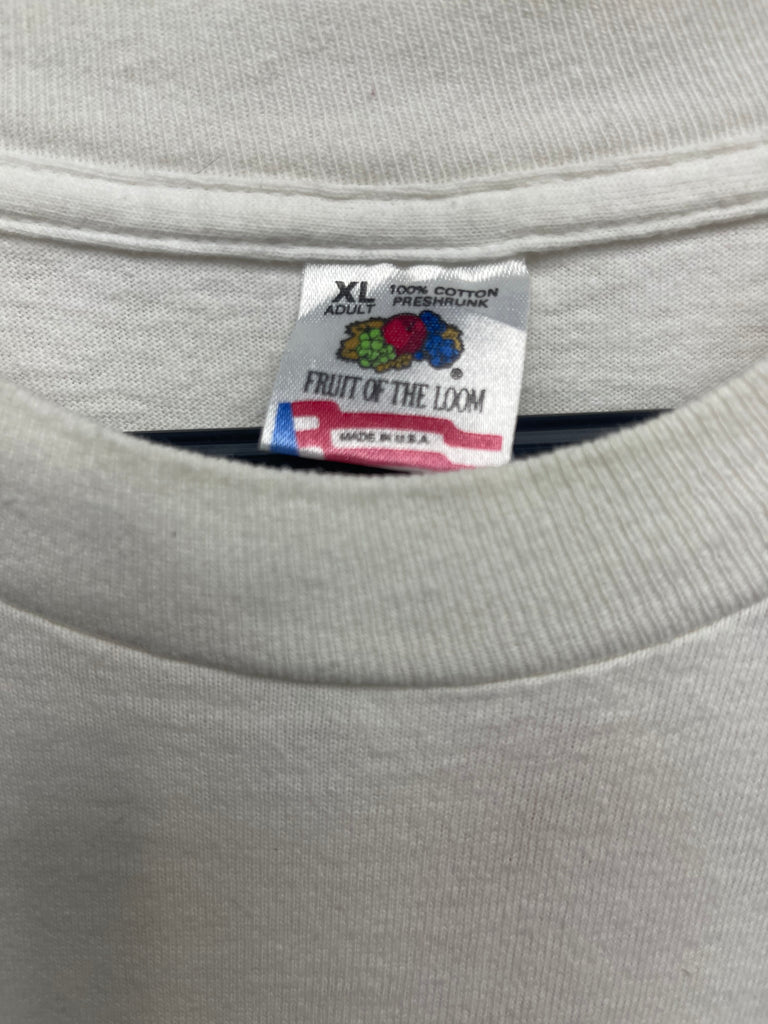 XL
ADULT
100% COTTON
PRESHRUNK
®
FRUIT OF THE LOOM
MADE IN U.S.A.